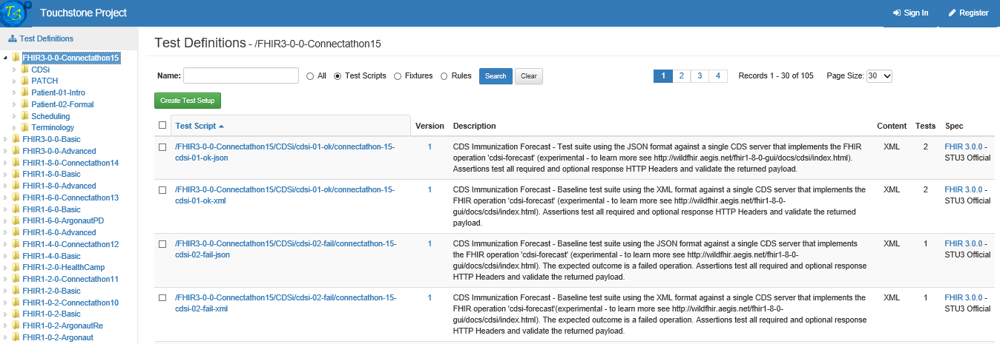 TS
Touchstone Project
Sign In
Register
Test Definitions
FHIR3-0-0-Connectathon15
CDSi
PATCH
Patient-01-Intro
Patient-02-Formal
Scheduling
Terminology
FHIR3-0-0-Basic
FHIR3-0-0-Advanced
FHIR1-8-0-Connectathon14
FHIR1-8-0-Basic
FHIR1-8-0-Advanced
FHIR1-6-0-Connectathon13
FHIR1-6-0-Basic
FHIR1-6-0-ArgonautPD
FHIR1-6-0-Advanced
FHIR1-4-0-Connectathon12
FHIR1-4-0-Basic
FHIR1-2-0-HealthCamp
FHIR1-2-0-Connectathon11
FHIR1-2-0-Basic
FHIR1-0-2-Connectathon10
FHIR1-0-2-Basic
FHIR1-0-2-ArgonautRe
FHIR1-0-2-Argonaut
Test Definitions - /FHIR3-0-0-Connectathon15
Name: All Test Scripts Fixtures Rules Search Clear 1 2 3 4 Records 1 - 30 of 105 Page Size: 30
Create Test Setup
Test Script Version Description Content Tests Spec
/FHIR3-0-0-Connectathon15/CDSi/cdsi-01-ok/connectathon-15-
cdsi-01-ok-json
1
CDS Immunization Forecast - Test suite using the JSON format against a single CDS server that implements the FHIR
operation 'cdsi-forecast' (experimental - to learn more see http://wildfhir.aegis.net/fhir1-8-0-gui/docs/cdsi/index.html).
Assertions test all required and optional response HTTP Headers and validate the returned payload.
XML
2
FHIR 3.0.0 -
STU3 Official
/FHIR3-0-0-Connectathon15/CDSi/cdsi-01-ok/connectathon-15-
cdsi-01-ok-xml
1
CDS Immunization Forecast - Baseline test suite using the XML format against a single CDS server that implements the
FHIR operation 'cdsi-forecast' (experimental - to learn more see http://wildfhir.aegis.net/fhir1-8-0-
gui/docs/cdsi/index.html). Assertions test all required and optional response HTTP Headers and validate the returned
payload.
XML
2
FHIR 3.0.0 -
STU3 Official
/FHIR3-0-0-Connectathon15/CDSi/cdsi-02-fail/connectathon-15-
cdsi-02-fail-json
1
CDS Immunization Forecast - Baseline test suite using the JSON format against a single CDS server that implements
the FHIR operation 'cdsi-forecast' (experimental - to learn more see http://wildfhir.aegis.net/fhir1-8-0-
gui/docs/cdsi/index.html). The expected outcome is a failed operation. Assertions test all required and optional response
HTTP Headers and validate the returned payload.
XML
1
FHIR 3.0.0 -
STU3 Official
/FHIR3-0-0-Connectathon15/CDSi/cdsi-02-fail/connectathon-15-
cdsi-02-fail-xml
1
CDS Immunization Forecast - Baseline test suite using the XML format against a single CDS server that implements the
FHIR operation 'cdsi-forecast'(experimental - to learn more see http://wildfhir.aegis.net/fhir1-8-0-
gui/docs/cdsi/index.html). The expected outcome is a failed operation. Assertions test all required and optional response
HTTP Headers and validate the returned payload.
XML
1
FHIR 3.0.0 -
STU3 Official